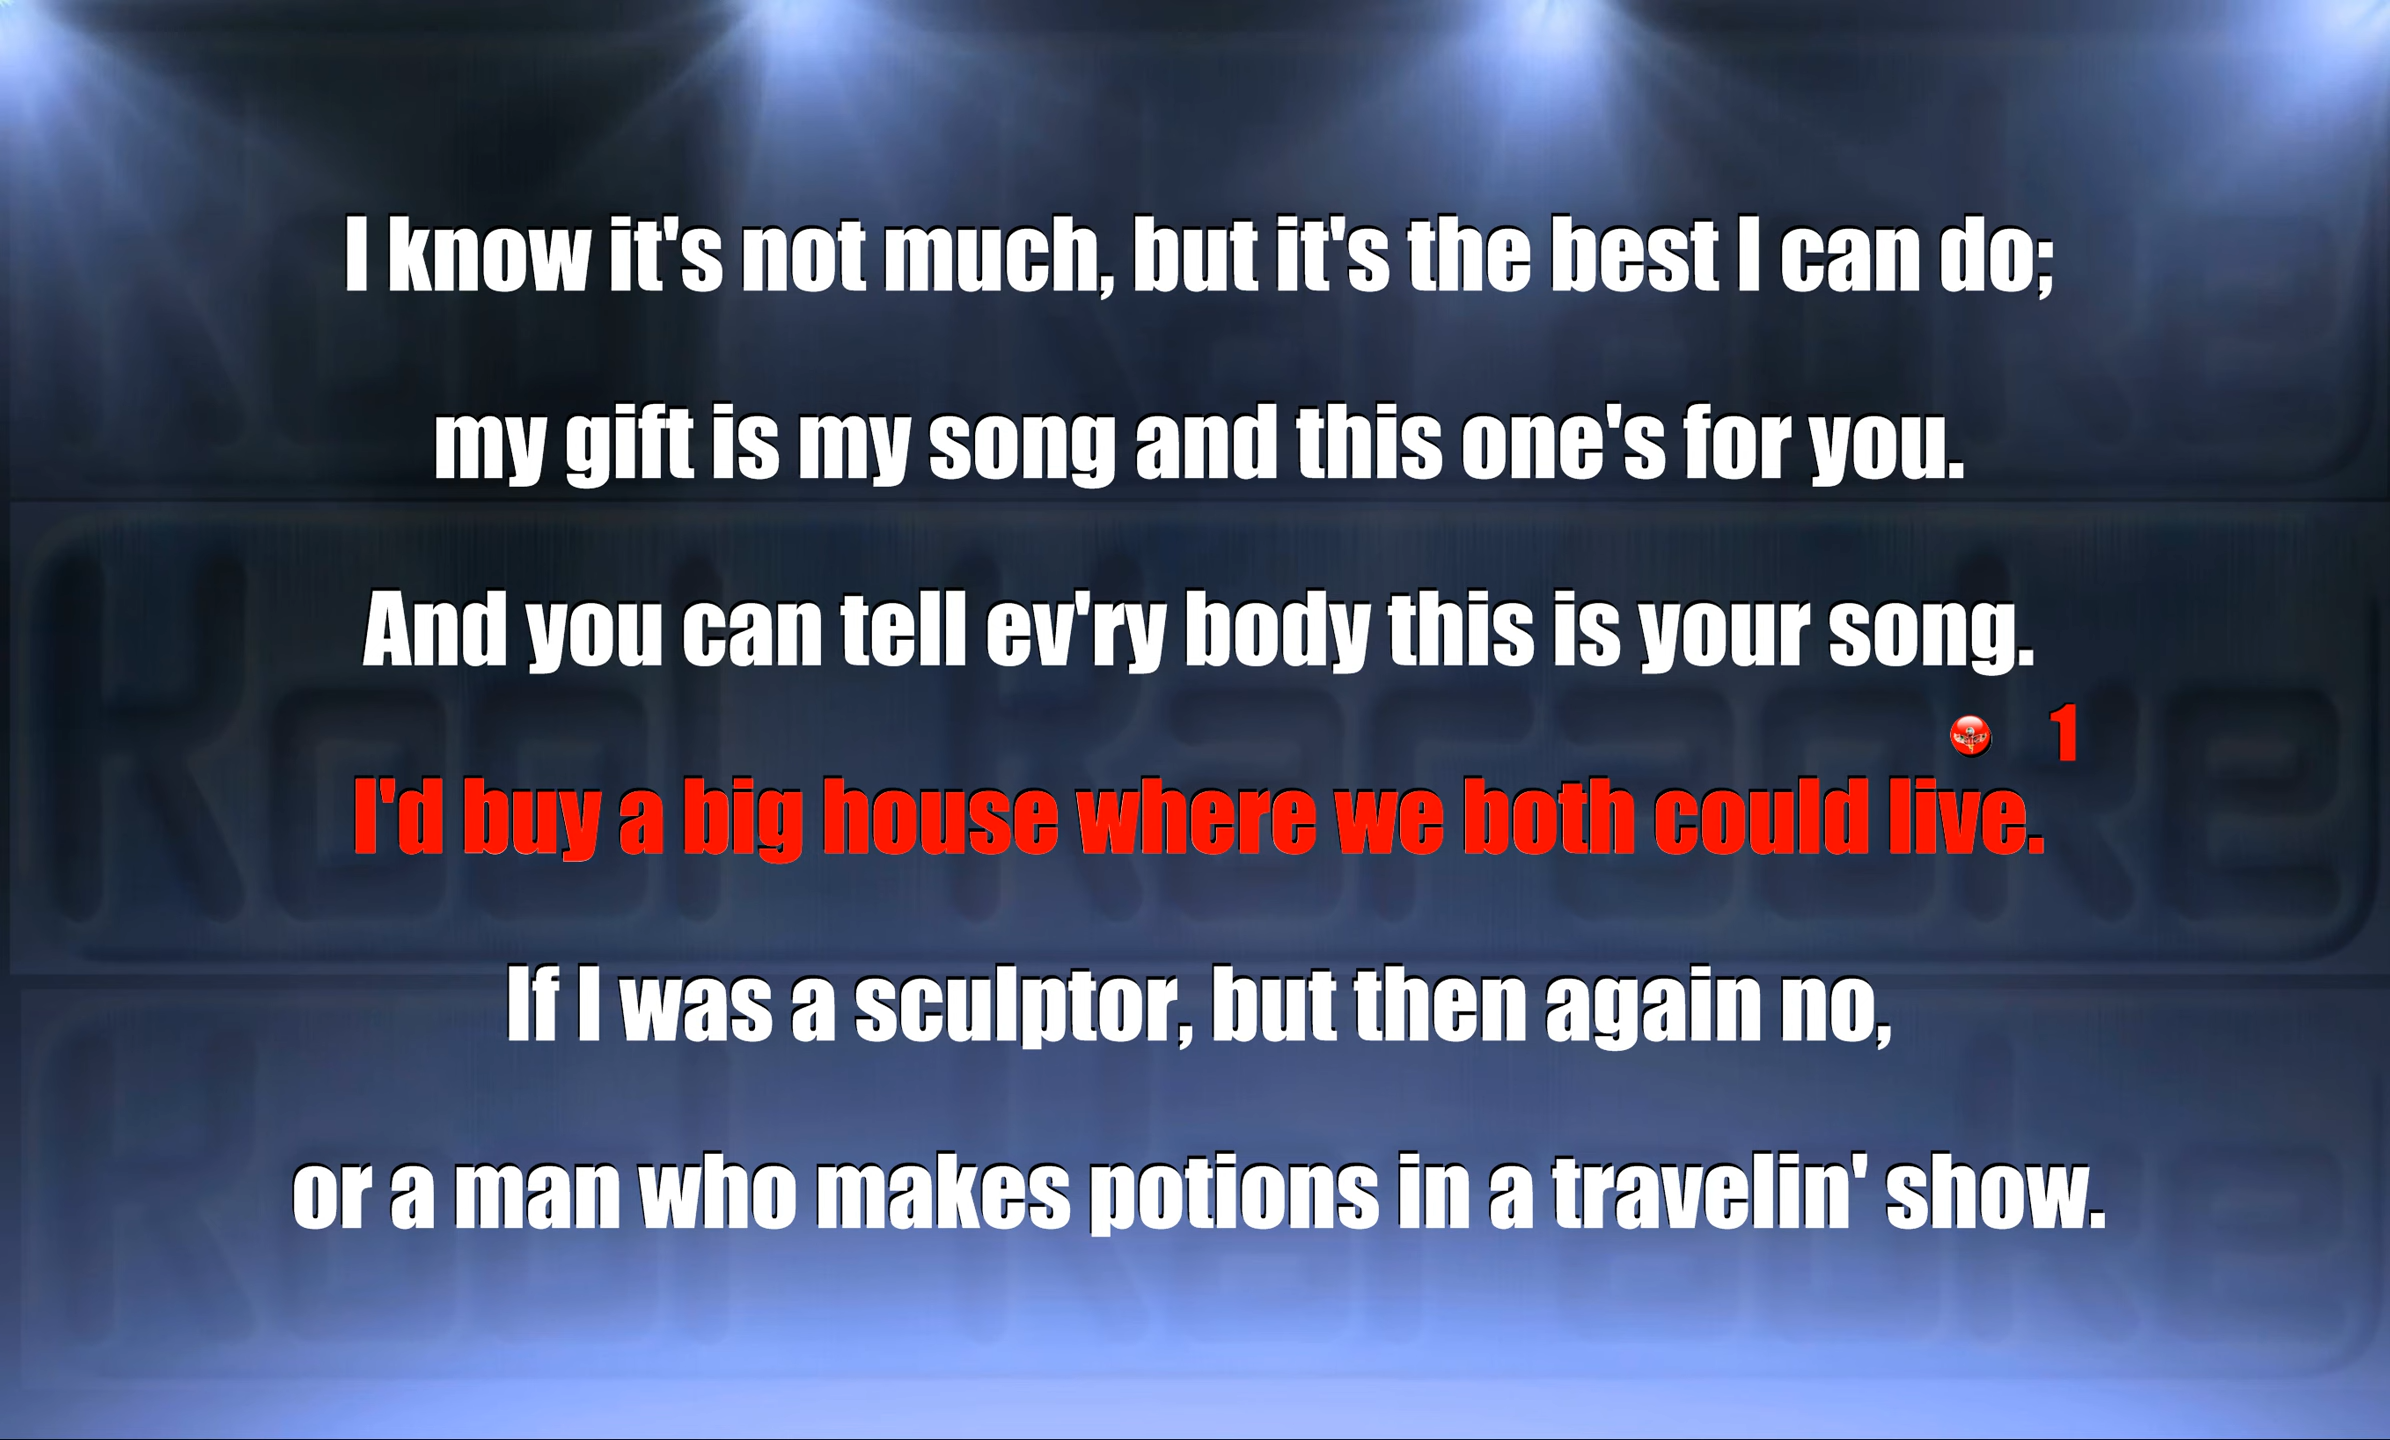 I know it's not much, but it's the best I can do;
my gift is my song and this one's for you.
And you can tell ev'ry body this is your song.
1
I'd buy a big house where we both could live.
Kool Karaoke
If I was a sculptor, but then again no,
or a man who makes potions in a travelin' show.